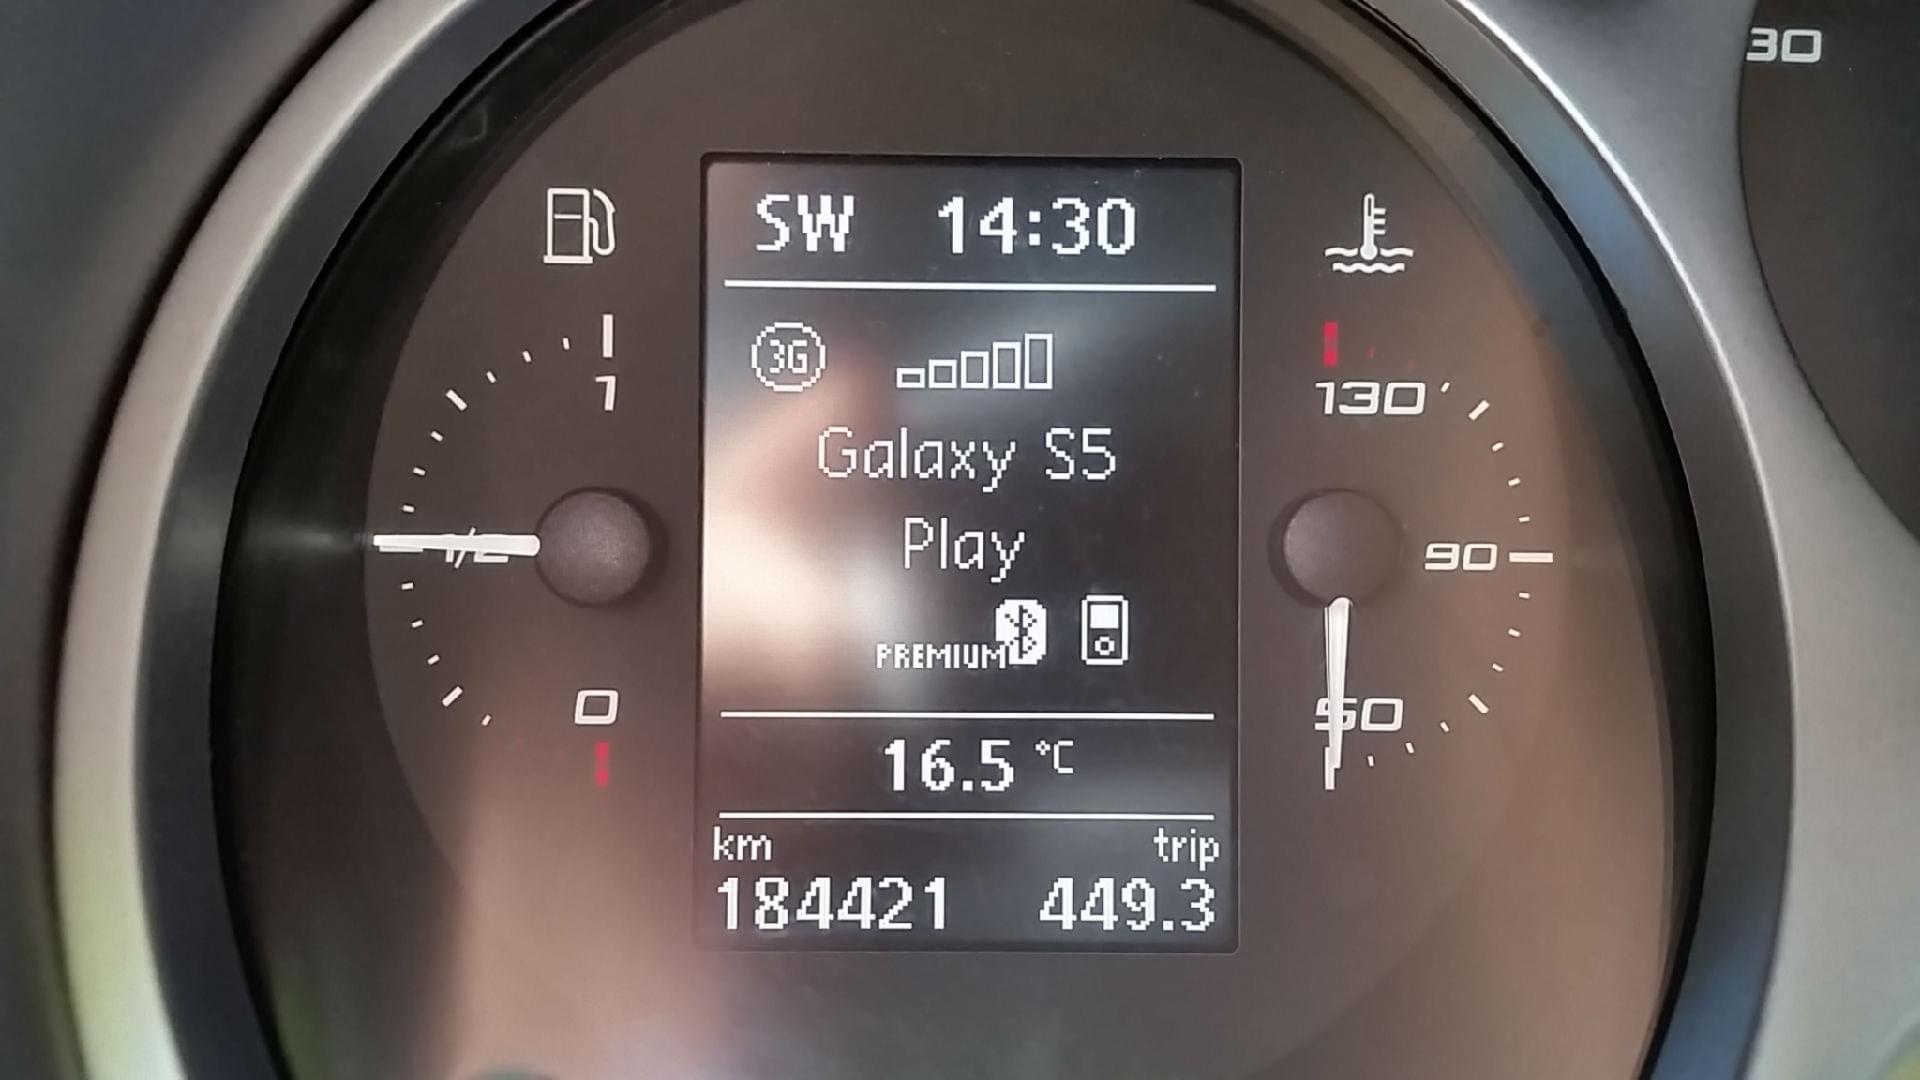 30
SW 14:30
3G
Galaxy S5
1
130
Play
1/2
90
PREMIUM
0
50
16.5 °C
km trip
184421 449.3